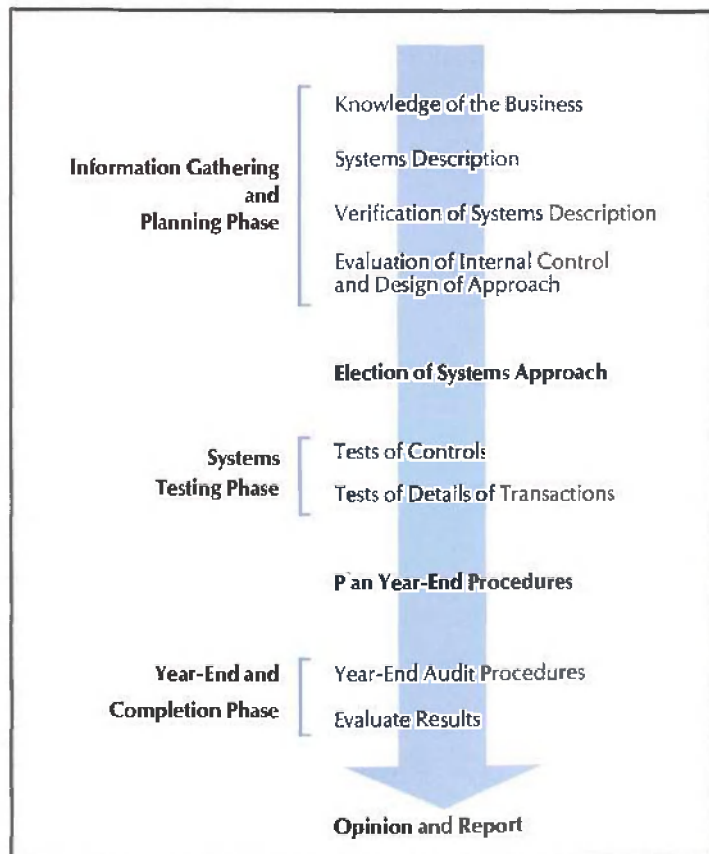 Information Gathering
and
Planning Phase
Knowledge of the Business
Systems Description
Verification of Systems Description
Evaluation of Internal Control
and Design of Approach
Election of Systems Approach
Systems
Testing Phase
Tests of Controls
Tests of Details of Transactions
P an Year-End Procedures
Year-End and
Completion Phase
Year-End Audit Procedures
Evaluate Results
Opinion and Report